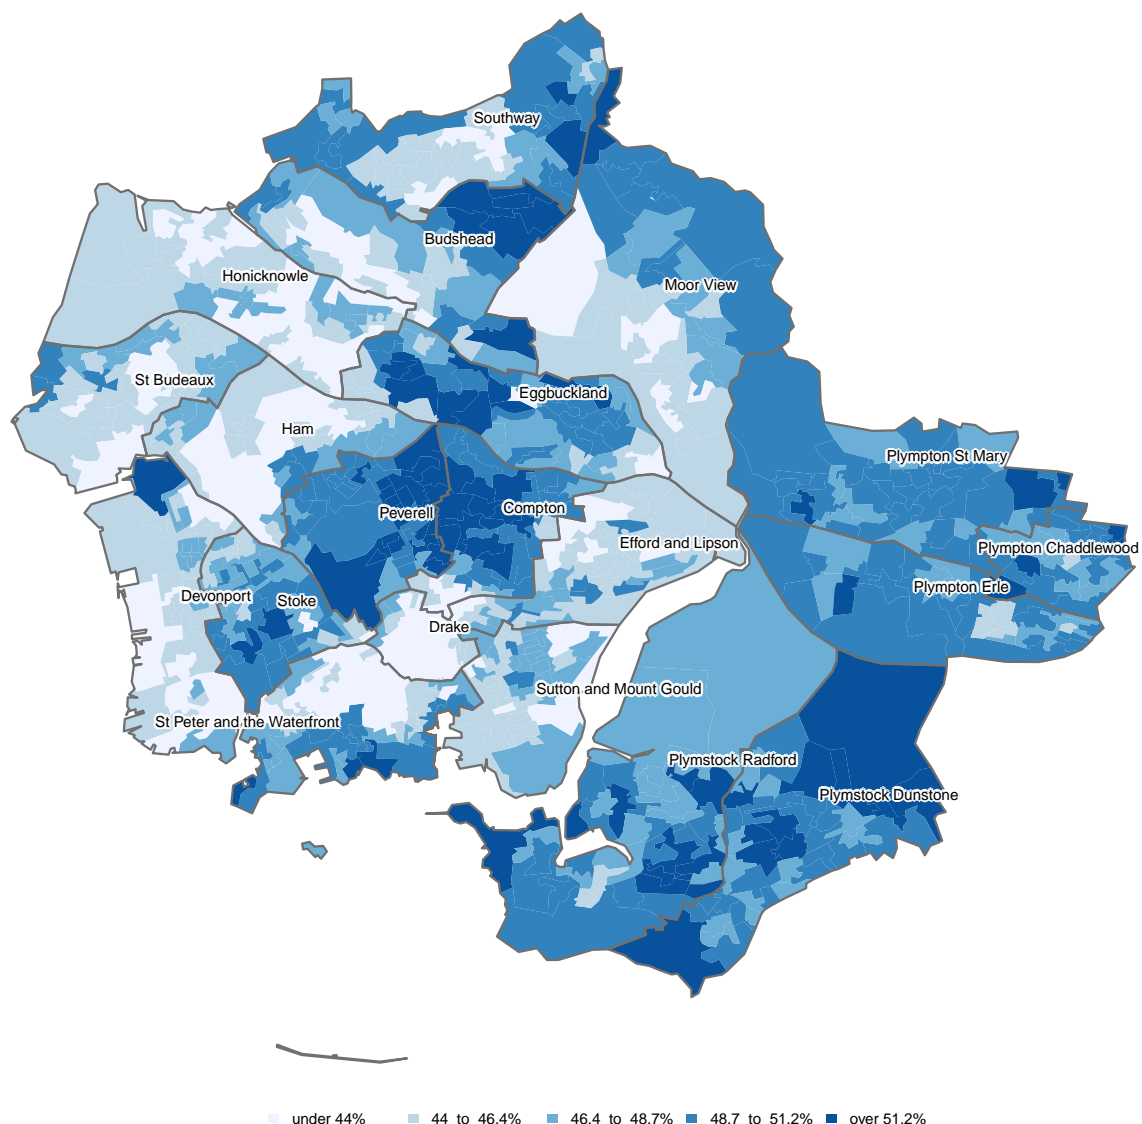 Southway
Budshead
Honicknowle
Moor View
St Budeaux
Eggbuckland
Ham
Plympton St Mary
Peverell
Compton
Efford and Lipson
Plympton Chaddlewood
Plympton Erle
Devonport
Stoke
Drake
Sutton and Mount Gould
St Peter and the Waterfront
Plymstock Radford
Plymstock Dunstone
under 44% 44 to 46.4% 46.4 to 48.7% 48.7 to 51.2% over 51.2%